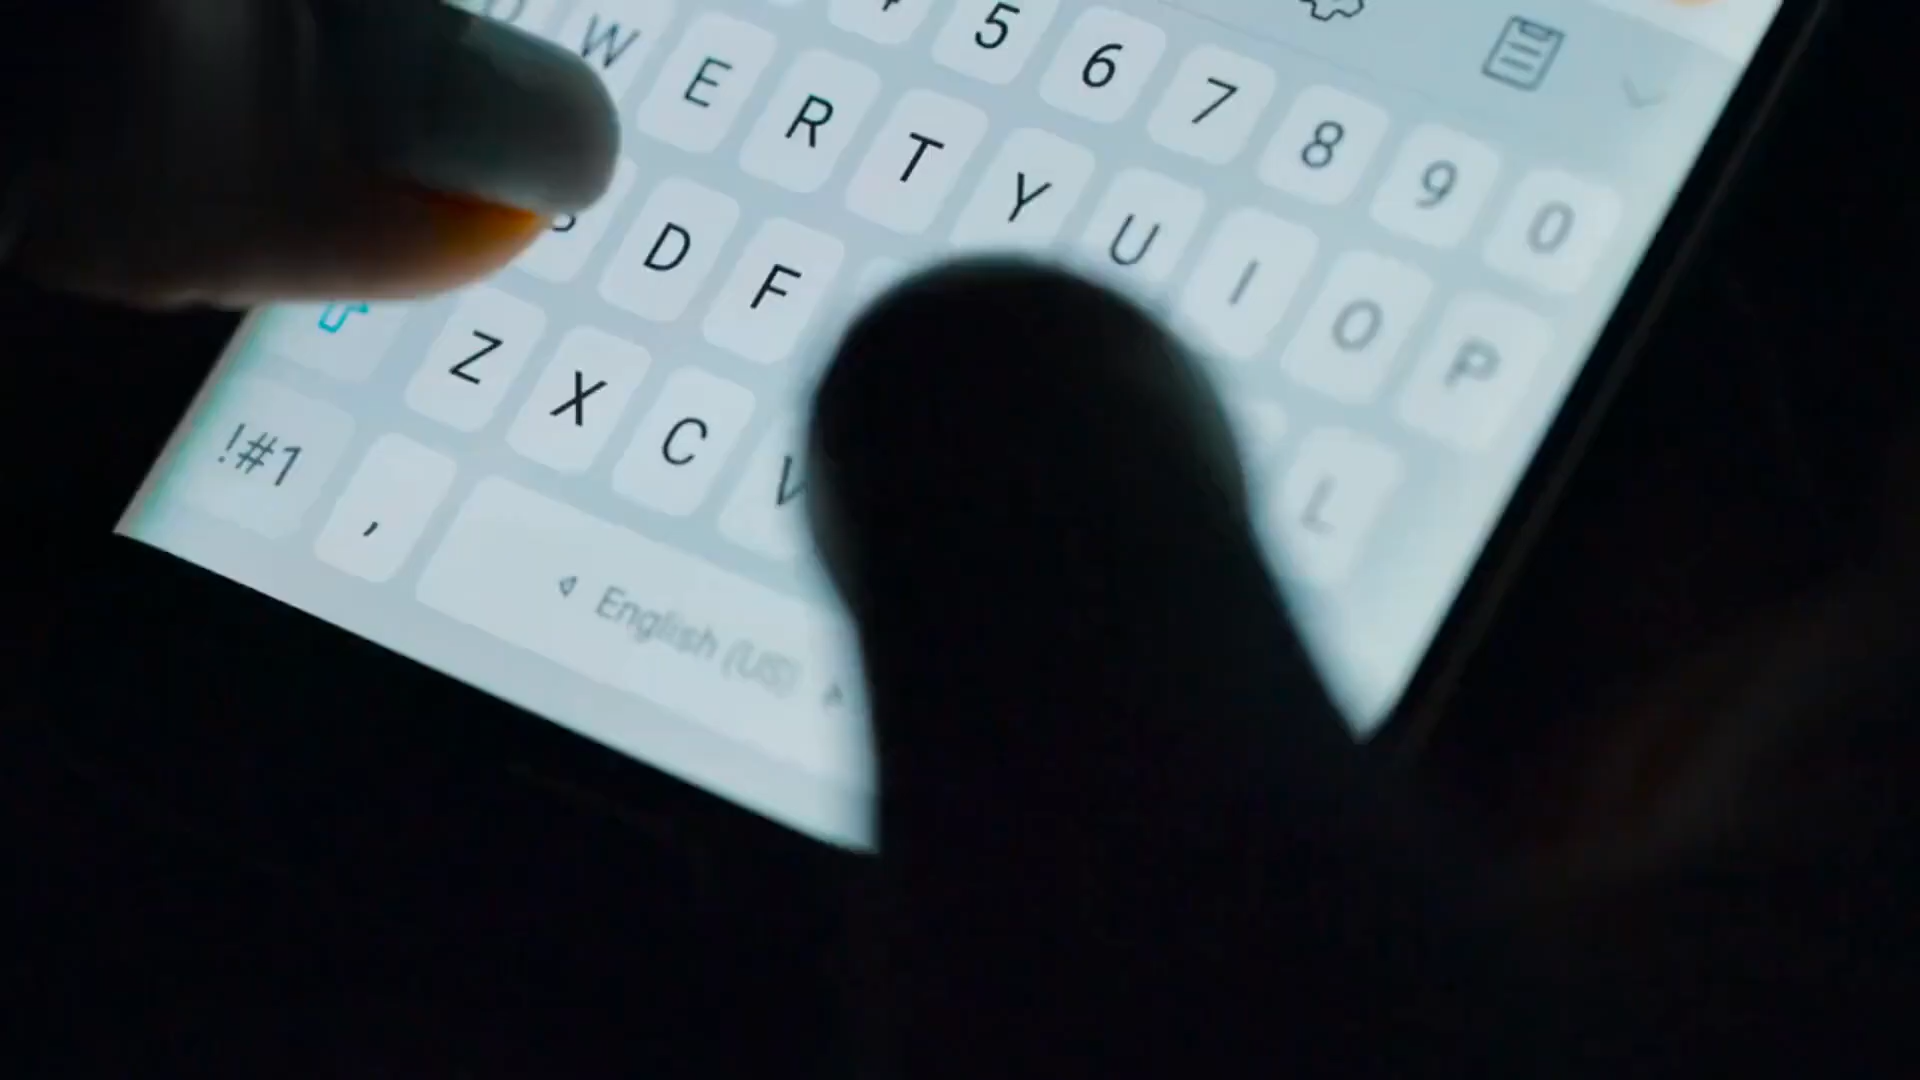 5 6 7 8 9 0
W E R T Y U I O P
D F L
Z X C V
!#1 , English (US)